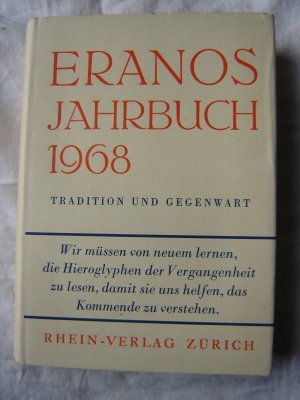 ERANOS
JAHRBUCH
1968
TRADITION UND GEGENWART
Wir müssen von neuem lernen,
die Hieroglyphen der Vergangenheit
zu lesen, damit sie uns helfen, das
Kommende zu verstehen.
RHEIN-VERLAG ZÜRICH